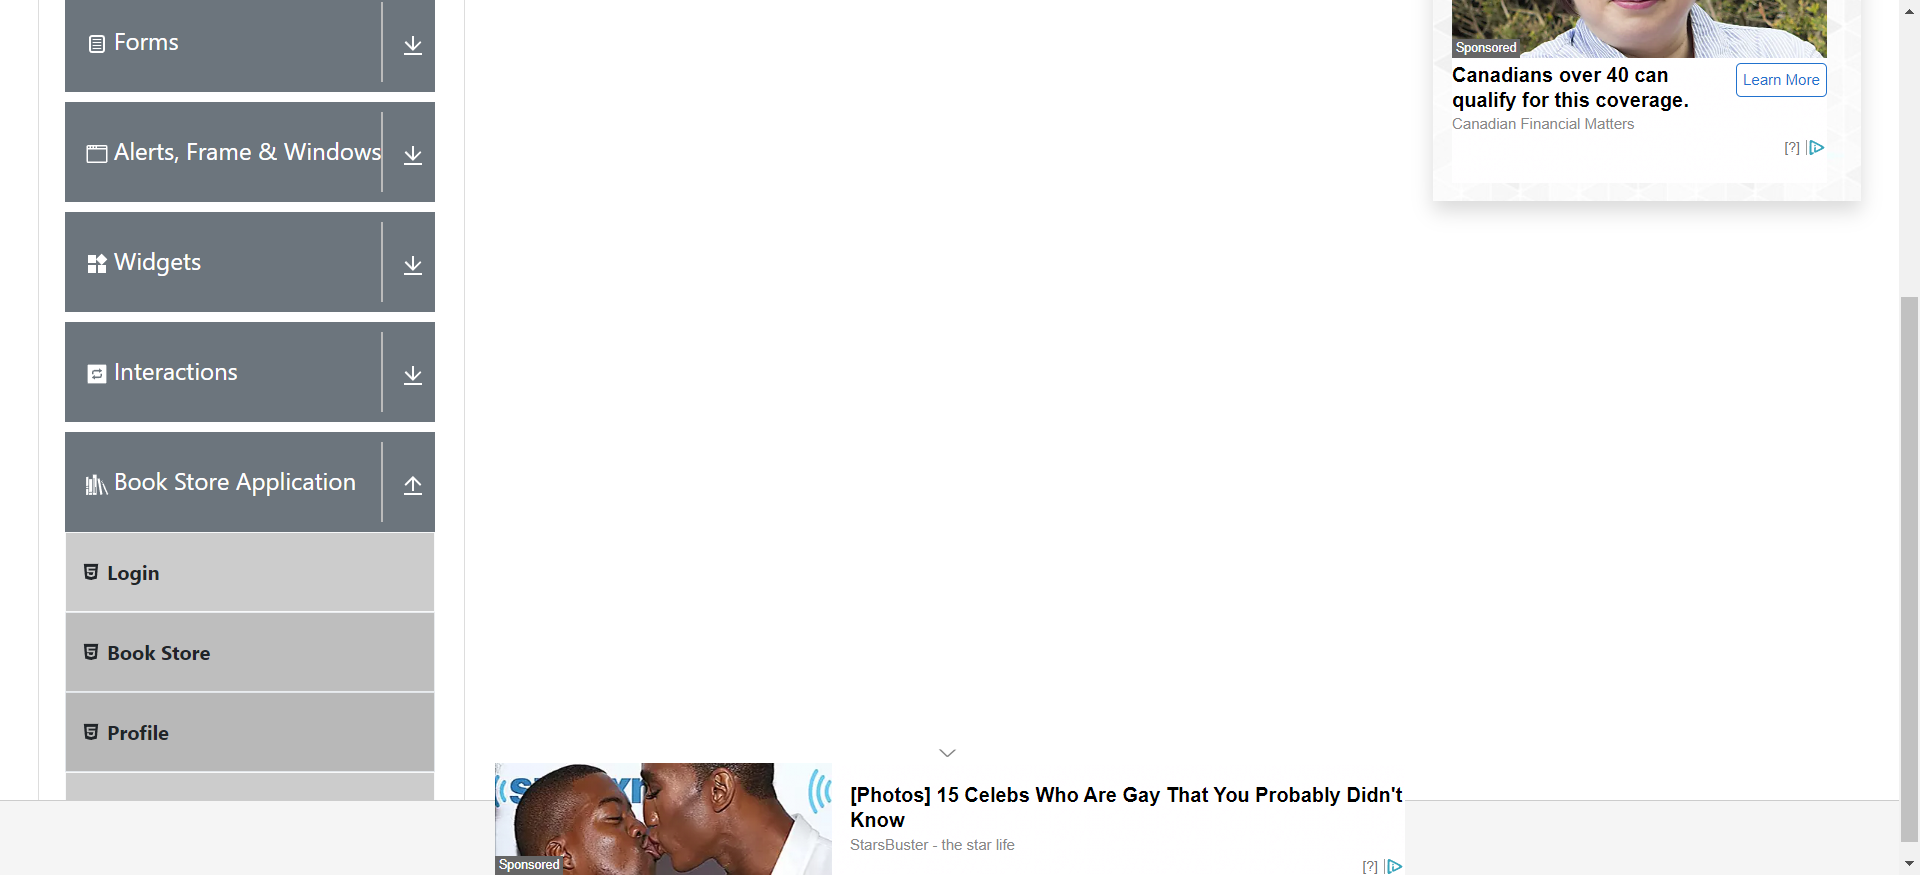 Forms
Alerts, Frame & Windows
Widgets
Interactions
Book Store Application
Login
Book Store
Profile
Sponsored
Canadians over 40 can
qualify for this coverage.
Learn More
Canadian Financial Matters
[?]
Sponsored
[Photos] 15 Celebs Who Are Gay That You Probably Didn't
Know
StarsBuster - the star life
[?]